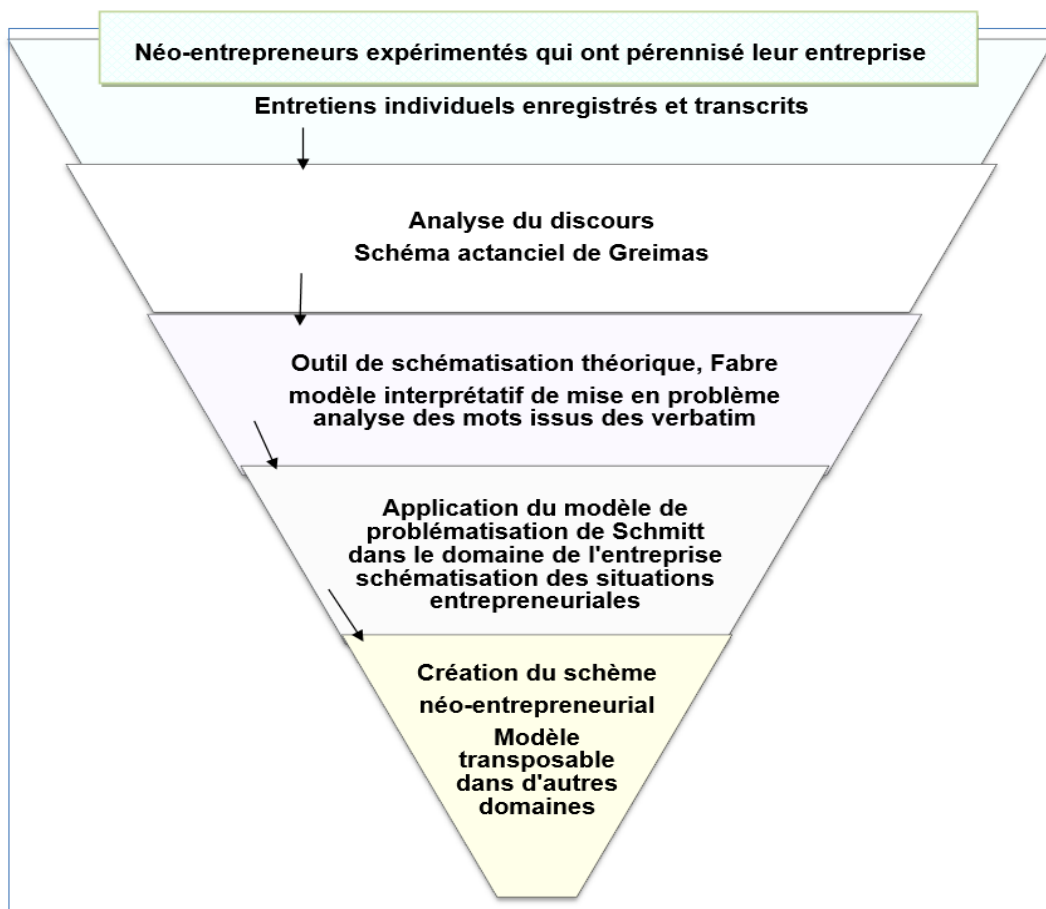 Néo-entrepreneurs expérimentés qui ont pérennisé leur entreprise
Entretiens individuels enregistrés et transcrits
Analyse du discours
Schéma actanciel de Greimas
Outil de schématisation théorique, Fabre
modèle interprétatif de mise en problème
analyse des mots issus des verbatim
Application du modèle de
problématisation de Schmitt
dans le domaine de l'entreprise
schématisation des situations
entrepreneuriales
Création du schème
néo-entrepreneurial
Modèle
transposable
dans d'autres
domaines